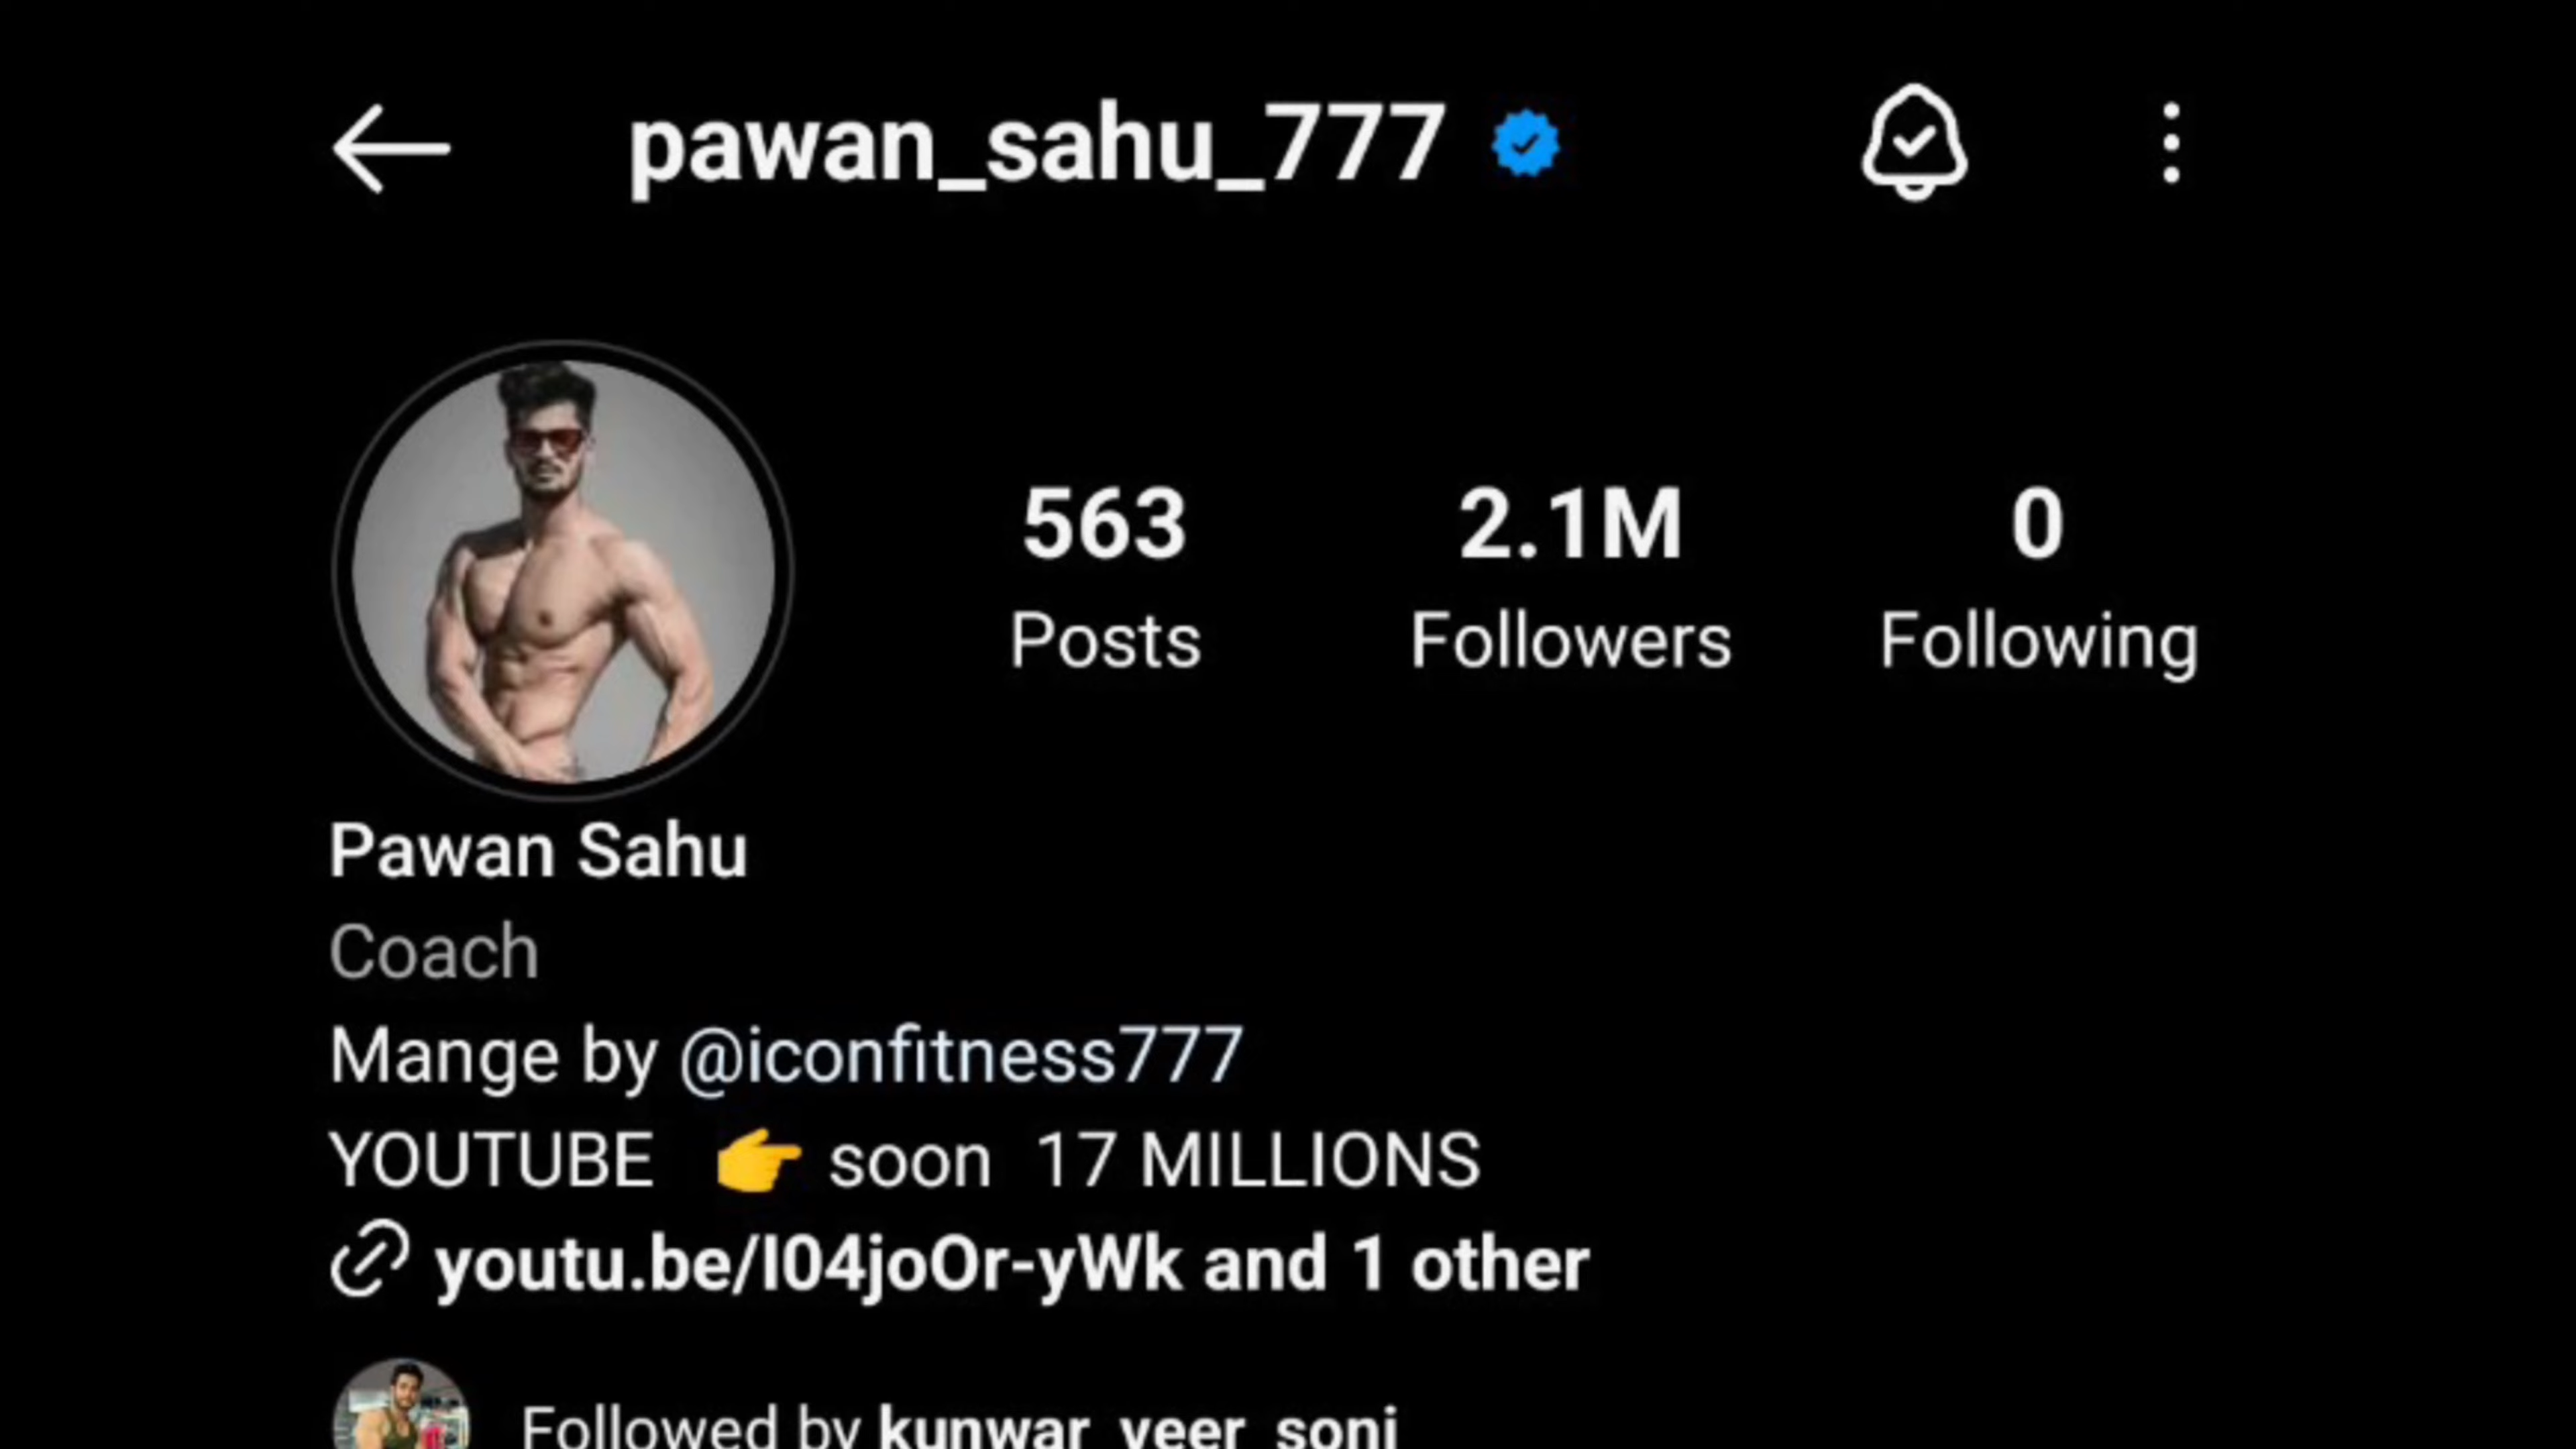 pawan_sahu_777
563 2.1M 0
Posts Followers Following
Pawan Sahu
Coach
Mange by @iconfitness777
YOUTUBE 👉 soon 17 MILLIONS
youtu.be/I04joOr-yWk and 1 other
Followed by kunwar_veer_soni